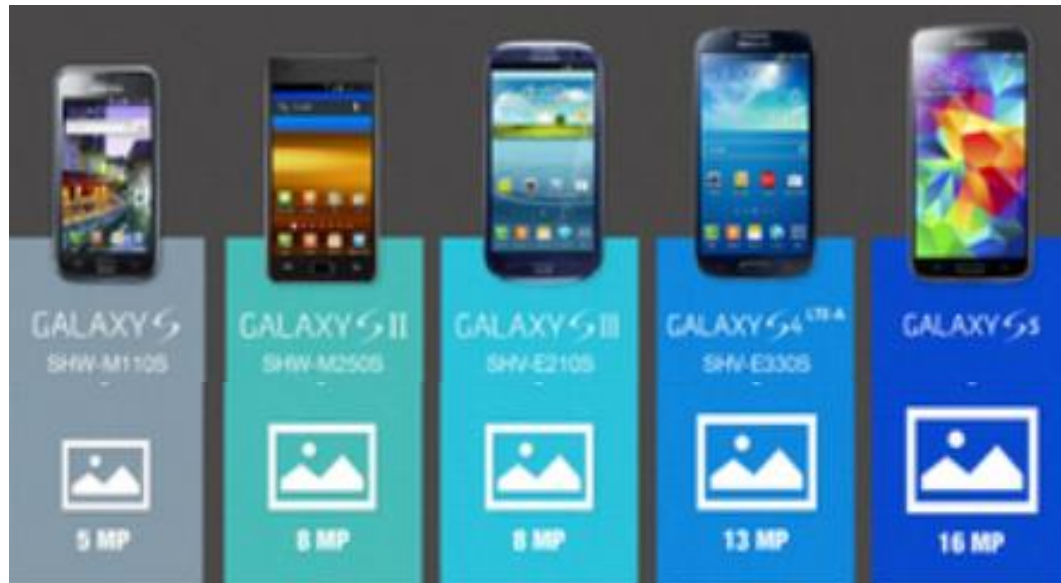 GALAXY S
SHW-M110S
5 MP
GALAXY S II
SHW-M250S
8 MP
GALAXY S III
SHV-E210S
8 MP
GALAXY S4 LTE-A
SHV-E330S
13 MP
GALAXY S5
16 MP